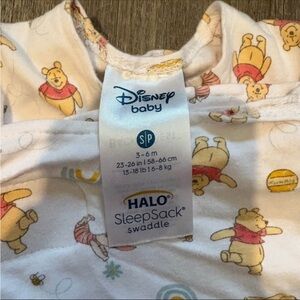 Disney
baby
S/P
3-6 m
23-26 in | 58-66 cm
13-18 lb | 6-8 kg
HALO
SleepSack
swaddle